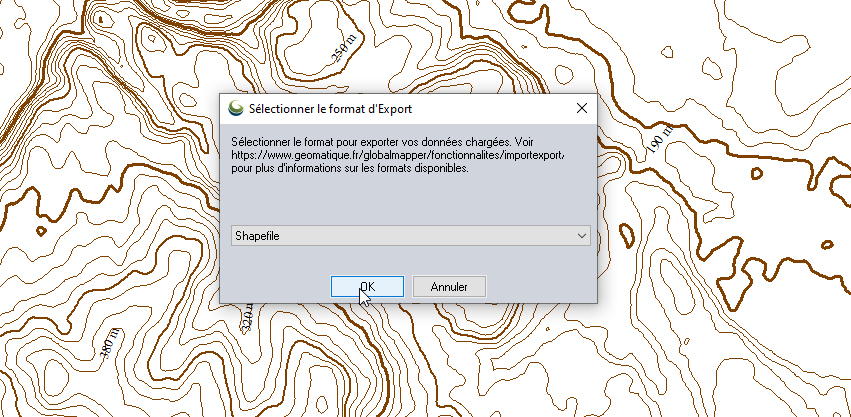 250 m
Sélectionner le format d'Export
Sélectionner le format pour exporter vos données chargées. Voir
https://www.geomatique.fr/globalmapper/fonctionnalites/importexport/
pour plus d'informations sur les formats disponibles.
190 m
Shapefile
OK
Annuler
320 m
380 m